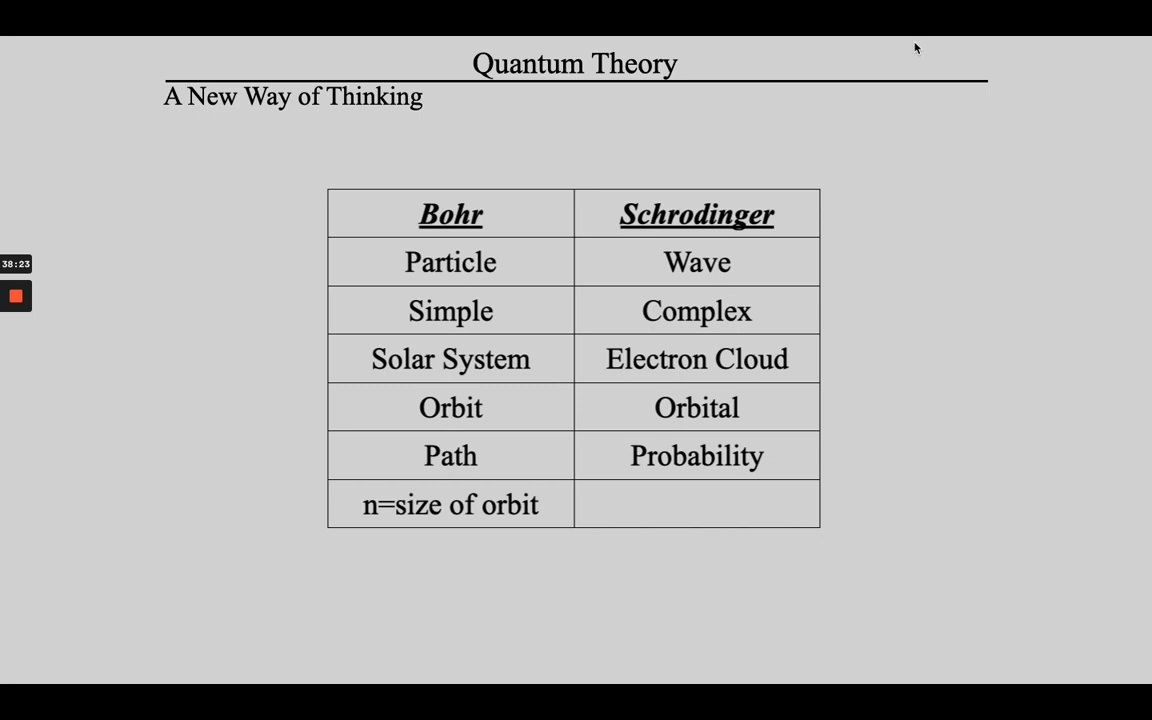 Quantum Theory
A New Way of Thinking
Bohr Schrodinger
Particle Wave
38:23
Simple Complex
Solar System Electron Cloud
Orbit Orbital
Path Probability
n=size of orbit